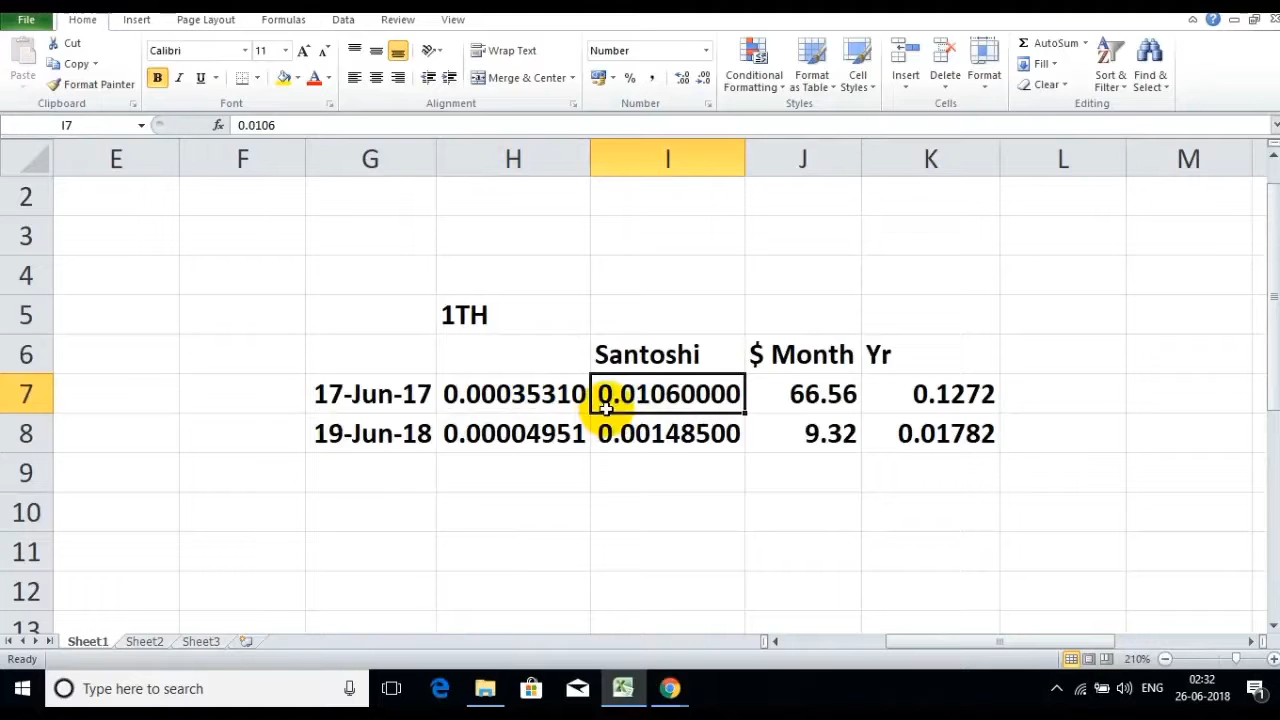 File Home Insert Page Layout Formulas Data Review View
Paste Cut Calibri 11 A A Wrap Text Number AutoSum
Copy B I U A Merge & Center % , Conditional Formatting Format as Table Cell Styles Insert Delete Format Fill Sort & Filter Find & Select
Format Painter Clear
Clipboard Font Alignment Number Styles Cells Editing
I7 fx 0.0106
E F G H I J K L M
2
3
4
5 1TH
6 Santoshi $ Month Yr
7 17-Jun-17 0.00035310 0.01060000 66.56 0.1272
8 19-Jun-18 0.00004951 0.00148500 9.32 0.01782
9
10
11
12
13
Sheet1 Sheet2 Sheet3
Ready 210%
Type here to search ENG 02:32
26-06-2018